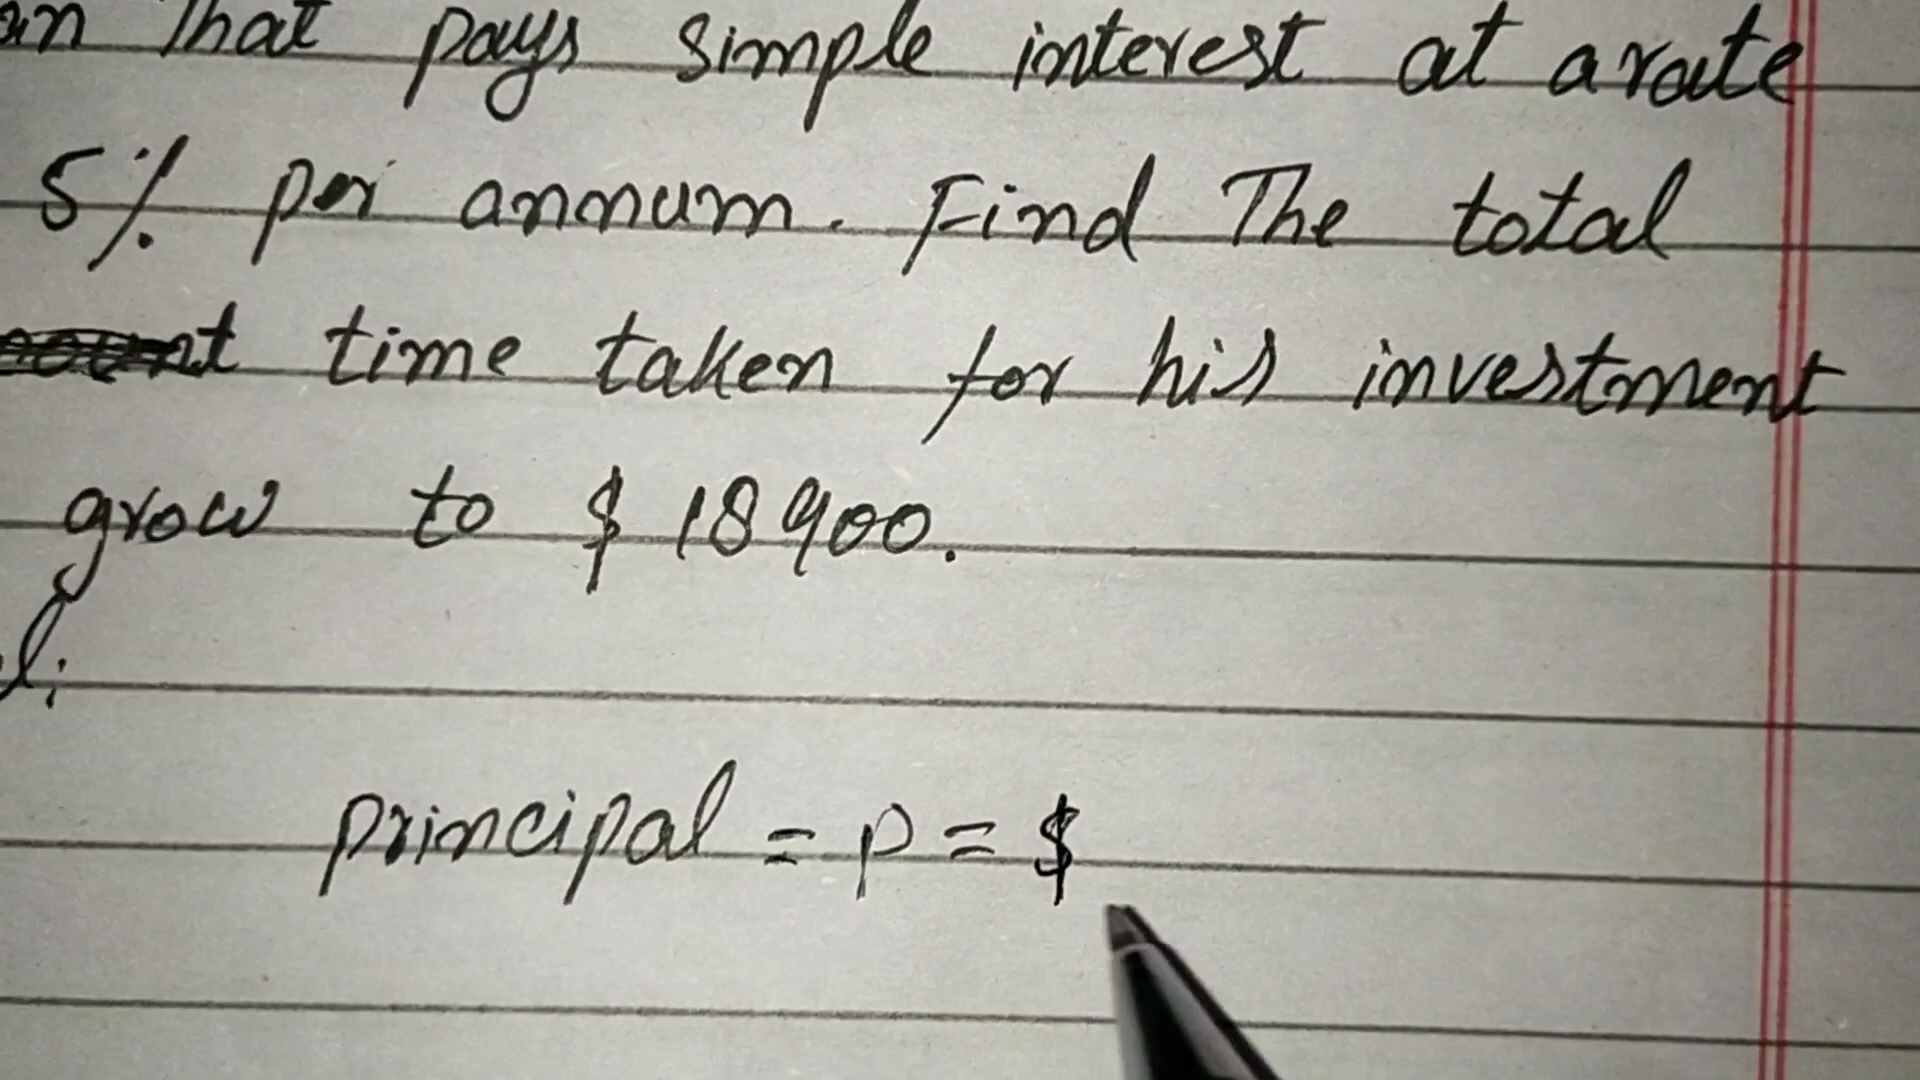 an that pays simple interest at a rate
5% per annum. Find The total
time taken for his investment
grow to $18900.
l:
principal = p = $